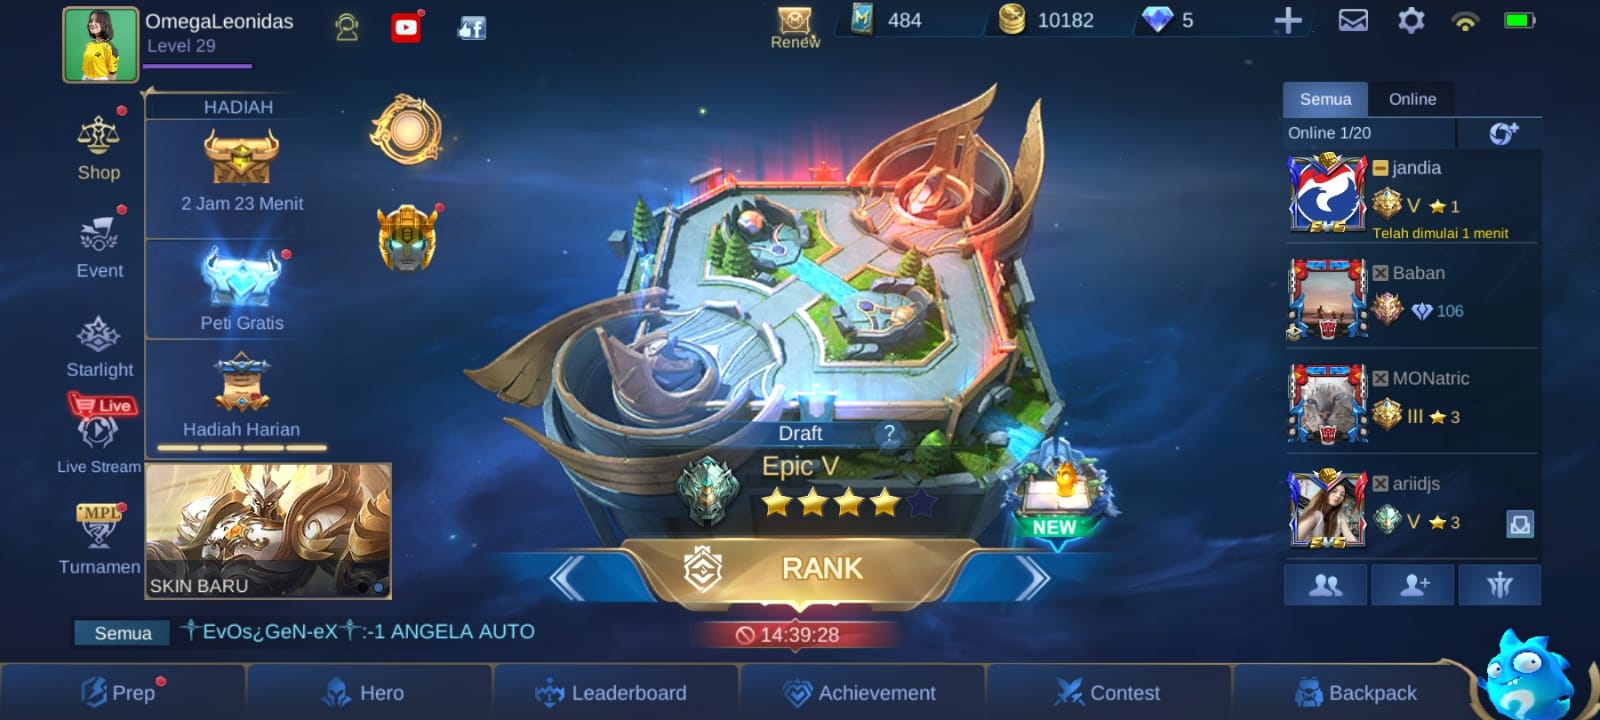 OmegaLeonidas
Level 29
Renew
484
10182
5
Shop
Event
Starlight
Live
Live Stream
MPL
Turnamen
HADIAH
2 Jam 23 Menit
Peti Gratis
Hadiah Harian
SKIN BARU
Draft ?
Epic V
NEW
RANK
14:39:28
Semua Online
Online 1/20
jandia
V 1
Telah dimulai 1 menit
Baban
106
MONatric
III 3
ariidjs
V 3
Semua
EvOs¿GeN-eX :-1 ANGELA AUTO
Prep
Hero
Leaderboard
Achievement
Contest
Backpack